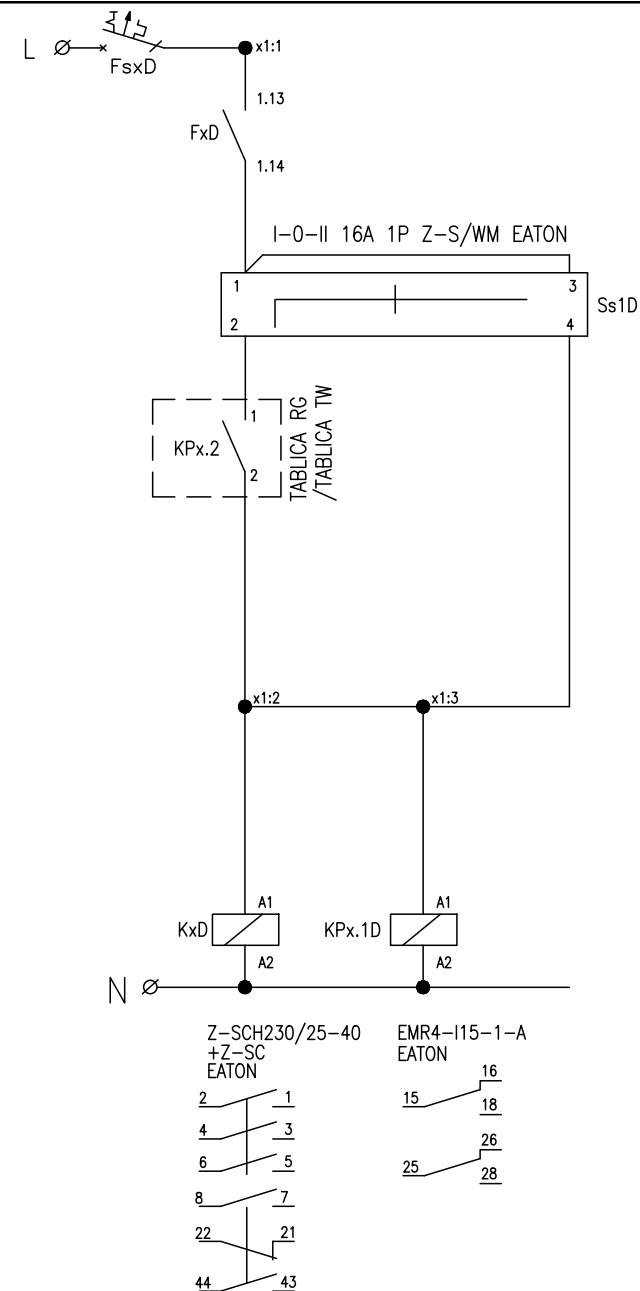 L
FsxD
x1:1
1.13
FxD
1.14
I-0-II 16A 1P Z-S/WM EATON
1
3
Ss1D
2
4
1
KPx.2
2
TABLICA RG
/TABLICA TW
x1:2
x1:3
A1
A1
KxD
KPx.1D
A2
A2
N
Z-SCH230/25-40
+Z-SC
EATON
EMR4-I15-1-A
EATON
2 1
4 3
6 5
8 7
22 21
44 43
16
15
18
26
25
28